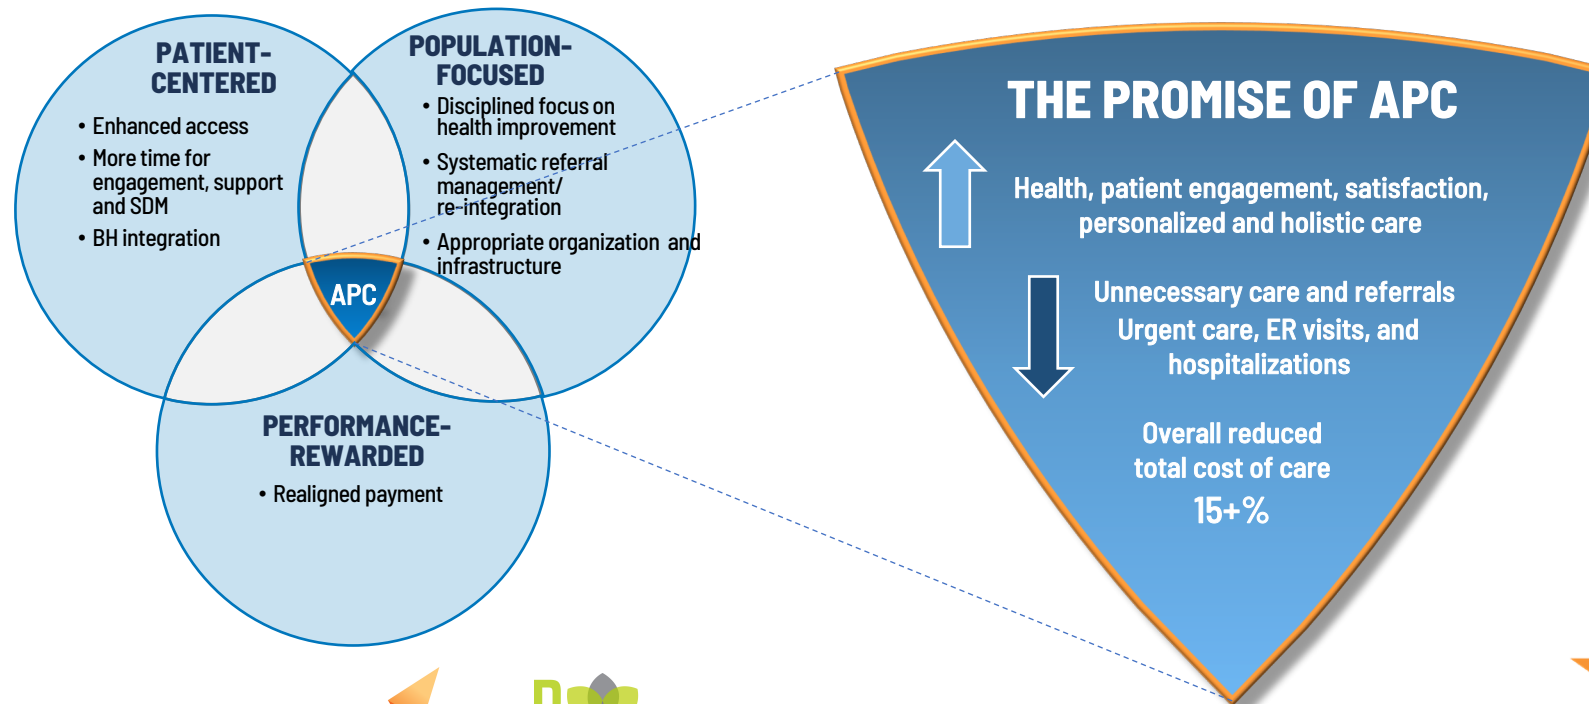 PATIENT-
CENTERED
• Enhanced access
• More time for
engagement, support
and SDM
• BH integration
POPULATION-
FOCUSED
• Disciplined focus on
health improvement
• Systematic referral
management/
re-integration
• Appropriate organization and
infrastructure
APC
PERFORMANCE-
REWARDED
• Realigned payment
THE PROMISE OF APC
Health, patient engagement, satisfaction,
personalized and holistic care
Unnecessary care and referrals
Urgent care, ER visits, and
hospitalizations
Overall reduced
total cost of care
15+%